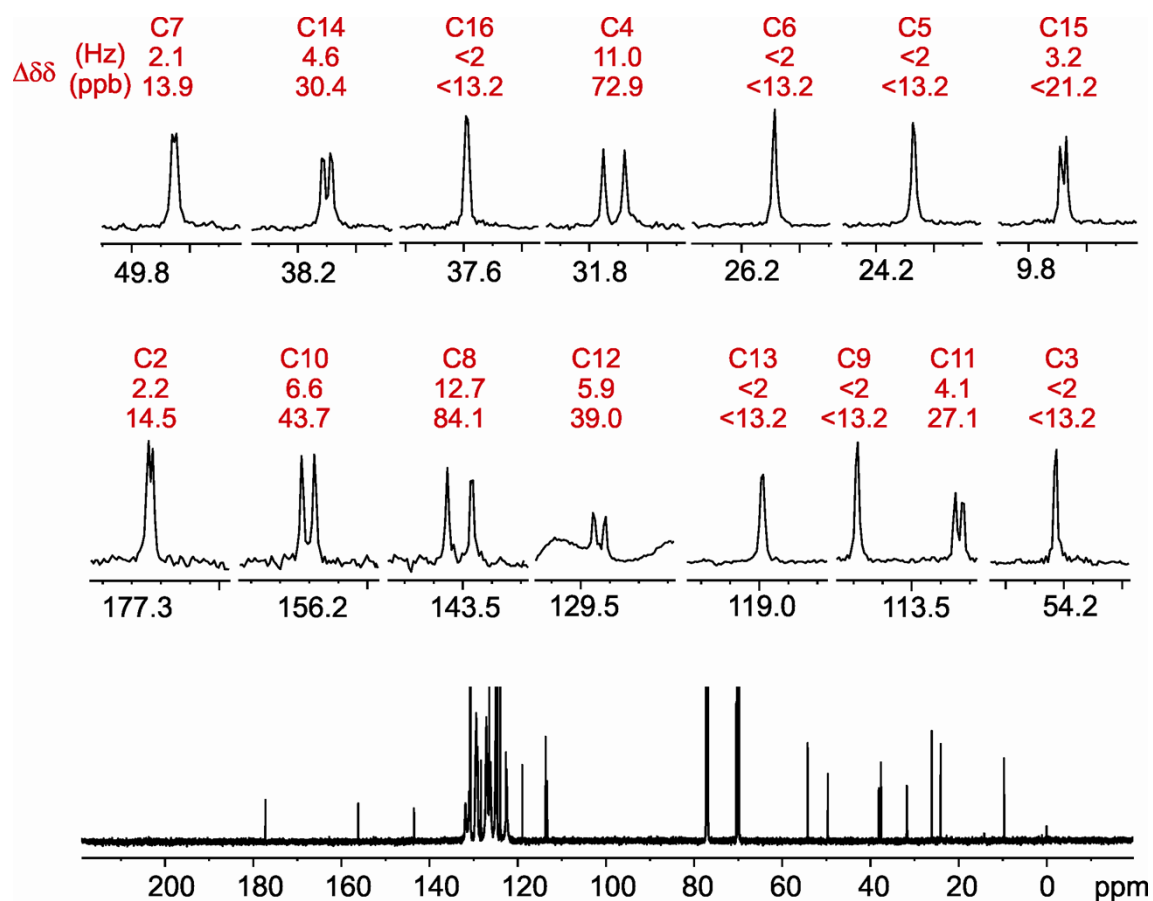 C7 C14 C16 C4 C6 C5 C15
(Hz) 2.1 4.6 <2 11.0 <2 <2 3.2
Δδδ (ppb) 13.9 30.4 <13.2 72.9 <13.2 <13.2 <21.2
49.8 38.2 37.6 31.8 26.2 24.2 9.8
C2 C10 C8 C12 C13 C9 C11 C3
2.2 6.6 12.7 5.9 <2 <2 4.1 <2
14.5 43.7 84.1 39.0 <13.2 <13.2 27.1 <13.2
177.3 156.2 143.5 129.5 119.0 113.5 54.2
200 180 160 140 120 100 80 60 40 20 0 ppm